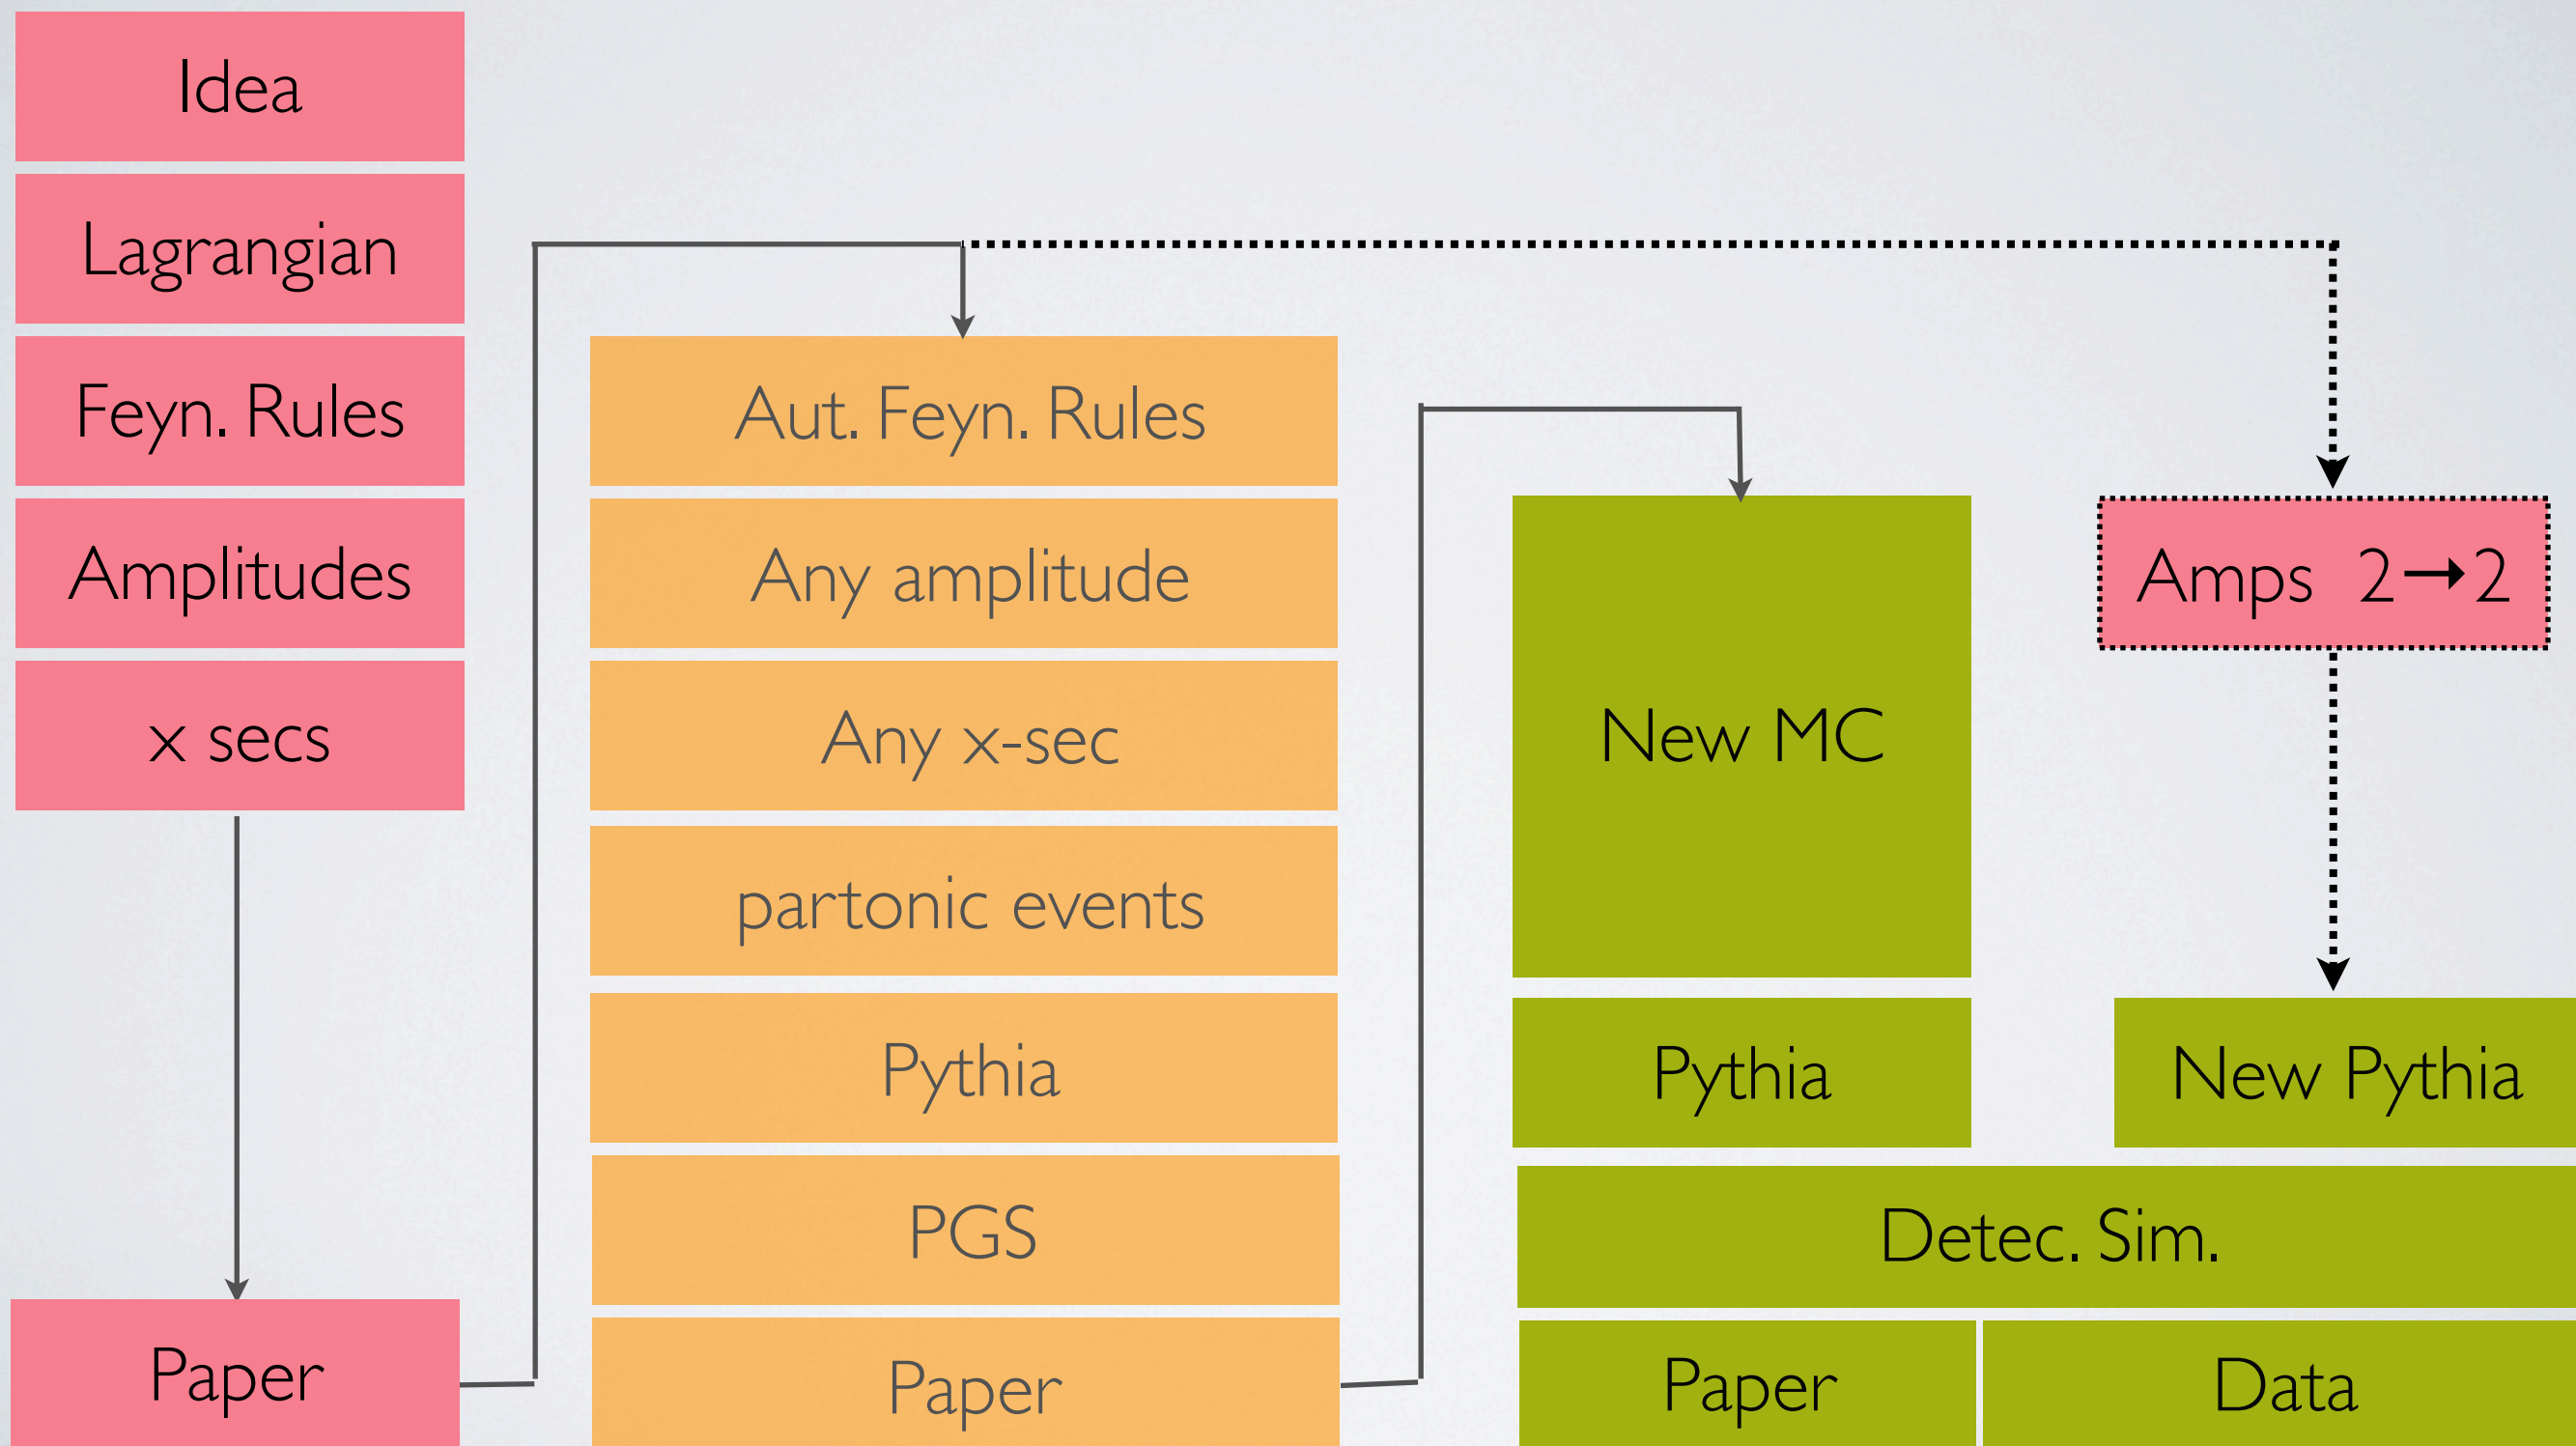 Idea
Lagrangian
Feyn. Rules
Amplitudes
x secs
Paper
Aut. Feyn. Rules
Any amplitude
Any x-sec
partonic events
Pythia
PGS
Paper
New MC
Pythia
Amps 2→2
New Pythia
Detec. Sim.
Paper
Data